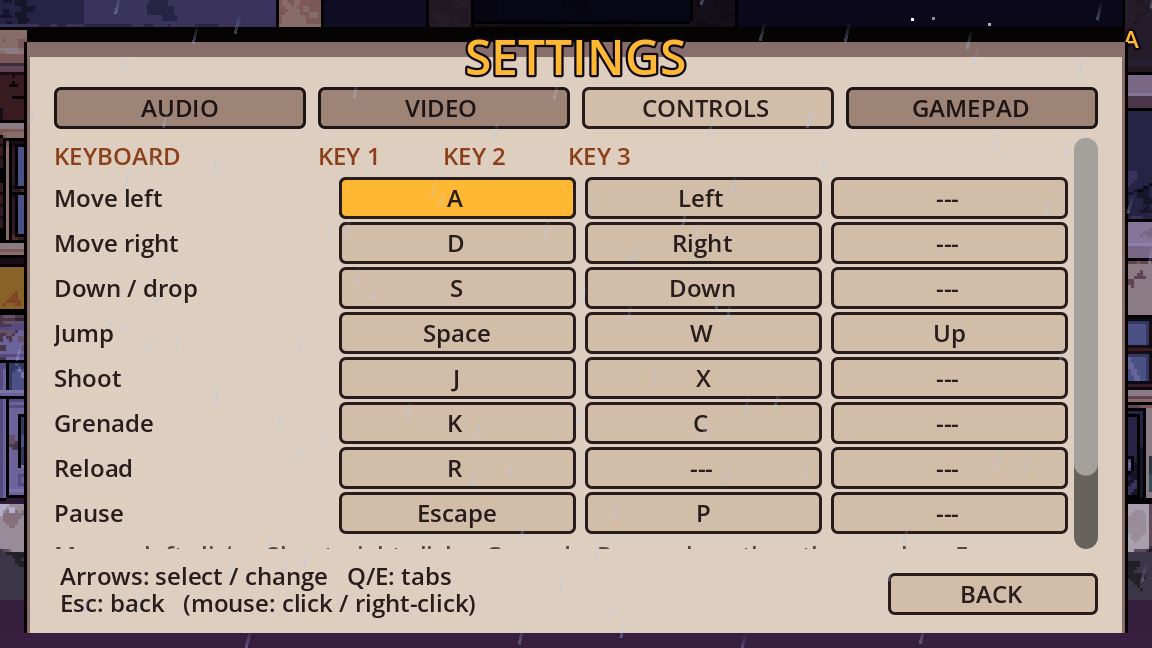 SETTINGS
A
AUDIO VIDEO CONTROLS GAMEPAD
KEYBOARD KEY 1 KEY 2 KEY 3
Move left A Left ---
Move right D Right ---
Down / drop S Down ---
Jump Space W Up
Shoot J X ---
Grenade K C ---
Reload R --- ---
Pause Escape P ---
Arrows: select / change Q/E: tabs
Esc: back (mouse: click / right-click)
BACK